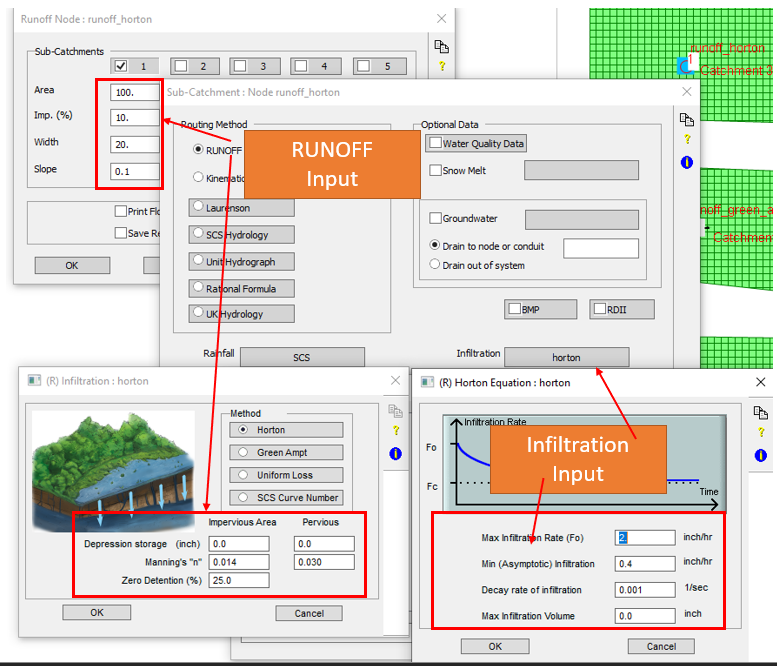 Runoff Node : runoff_horton
Sub-Catchments
1 2 3 4 5
Area 100.
Imp. (%) 10.
Width 20.
Slope 0.1
Print Flo
Save Re
OK
runoff_horton
1
Catchment 3
noff_green_a
Catchment
Sub-Catchment : Node runoff_horton
Routing Method
RUNOFF
Kinematic
Laurenson
SCS Hydrology
Unit Hydrograph
Rational Formula
UK Hydrology
RUNOFF
Input
Optional Data
Water Quality Data
Snow Melt
Groundwater
Drain to node or conduit
Drain out of system
BMP RDII
Rainfall SCS
Infiltration horton
(R) Infiltration : horton
Method
Horton
Green Ampt
Uniform Loss
SCS Curve Number
Impervious Area Pervious
Depression storage (inch) 0.0 0.0
Manning's "n" 0.014 0.030
Zero Detention (%) 25.0
OK Cancel
(R) Horton Equation : horton
Infiltration Rate
Fo
Fc
Time
Infiltration
Input
Max Infiltration Rate (Fo) 2 inch/hr
Min (Asymptotic) Infiltration 0.4 inch/hr
Decay rate of infiltration 0.001 1/sec
Max Infiltration Volume 0.0 inch
OK Cancel